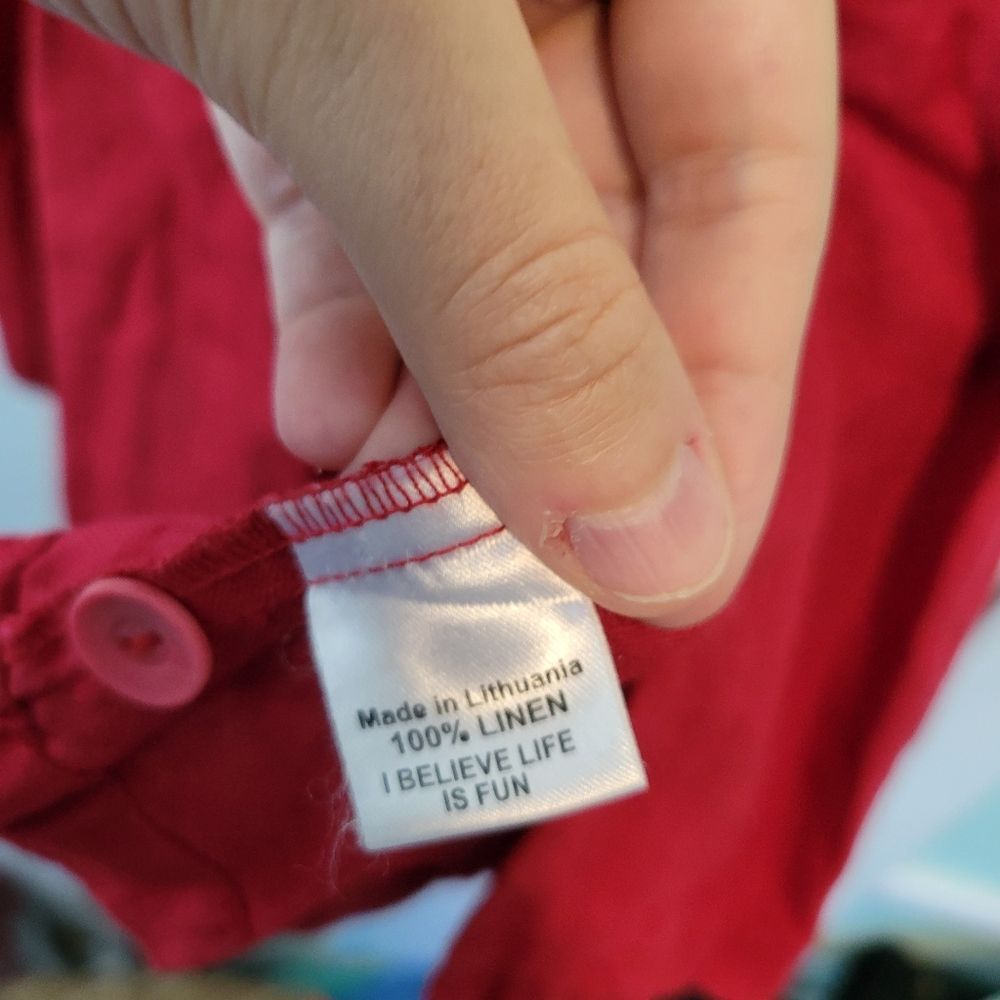 Made in Lithuania
100% LINEN
I BELIEVE LIFE
IS FUN